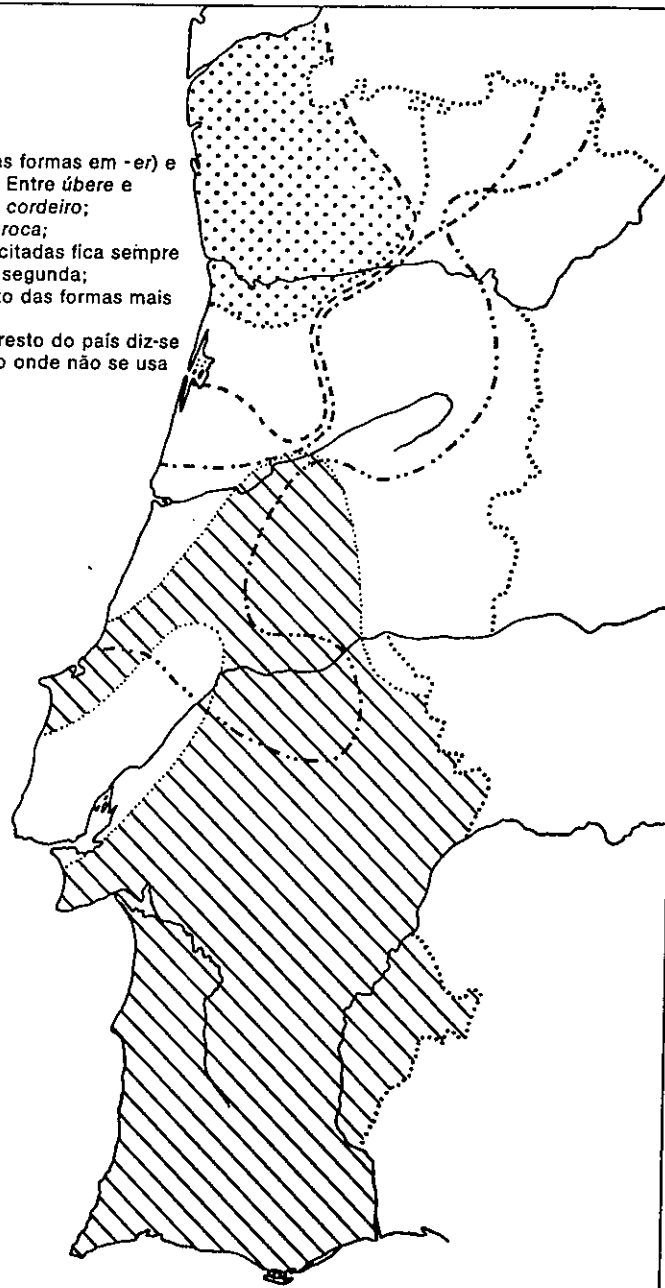 as formas em -er) e
Entre úbere e
cordeiro;
roca;
citadas fica sempre
segunda;
to das formas mais
resto do país diz-se
o onde não se usa